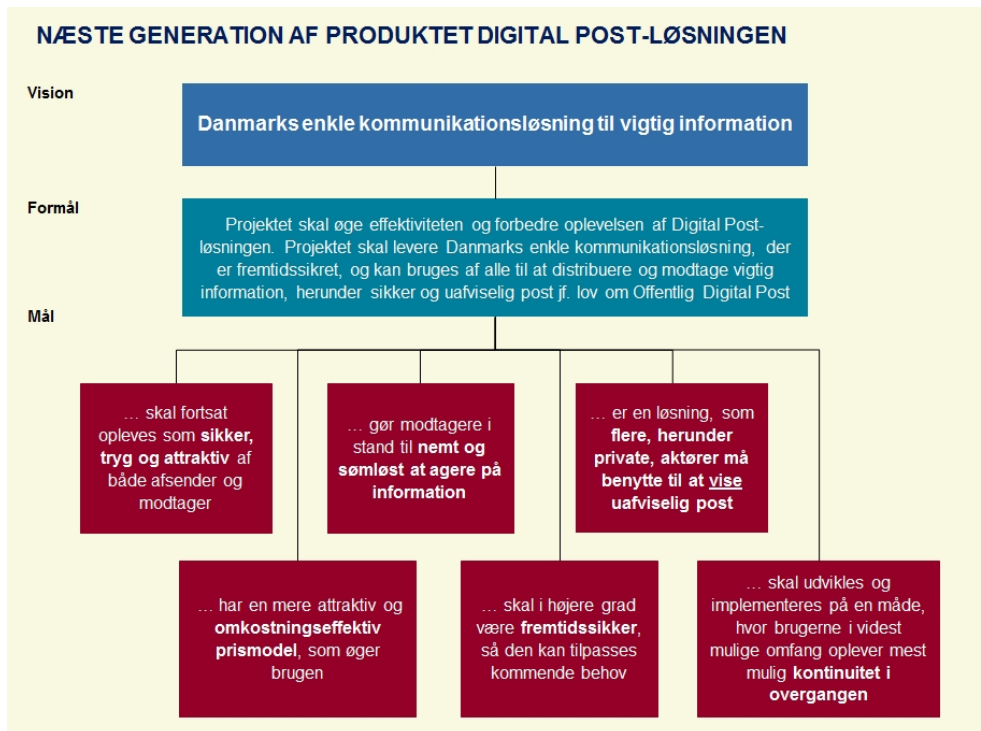 NÆSTE GENERATION AF PRODUKTET DIGITAL POST-LØSNINGEN
Vision
Danmarks enkle kommunikationsløsning til vigtig information
Formål
Projektet skal øge effektiviteten og forbedre oplevelsen af Digital Post-
løsningen. Projektet skal levere Danmarks enkle kommunikationsløsning, der
er fremtidssikret, og kan bruges af alle til at distribuere og modtage vigtig
information, herunder sikker og uafviselig post jf. lov om Offentlig Digital Post
Mål
… skal fortsat
opleves som sikker,
tryg og attraktiv af
både afsender og
modtager
… gør modtagere i
stand til nemt og
sømløst at agere på
information
… er en løsning, som
flere, herunder
private, aktører må
benytte til at vise
uafviselig post
… har en mere attraktiv og
omkostningseffektiv
prismodel, som øger
brugen
… skal i højere grad
være fremtidssikker,
så den kan tilpasses
kommende behov
… skal udvikles og
implementeres på en måde,
hvor brugerne i videst
mulige omfang oplever mest
mulig kontinuitet i
overgangen